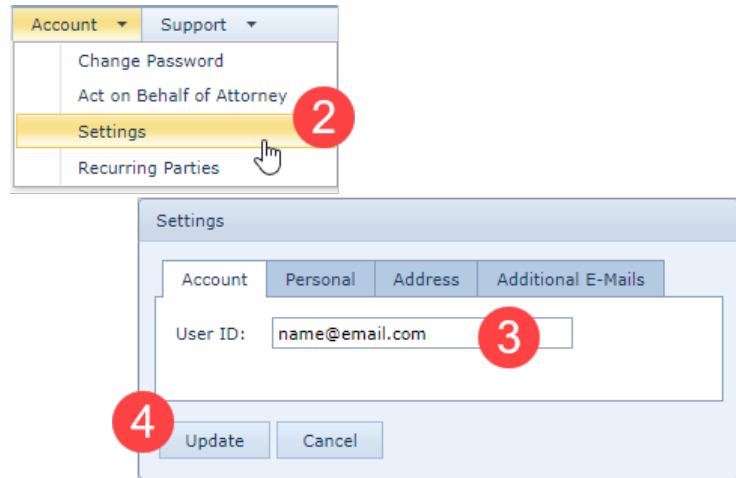 Account Support
Change Password
Act on Behalf of Attorney
2
Settings
Recurring Parties
Settings
Account Personal Address Additional E-Mails
User ID: name@email.com 3
4
Update Cancel